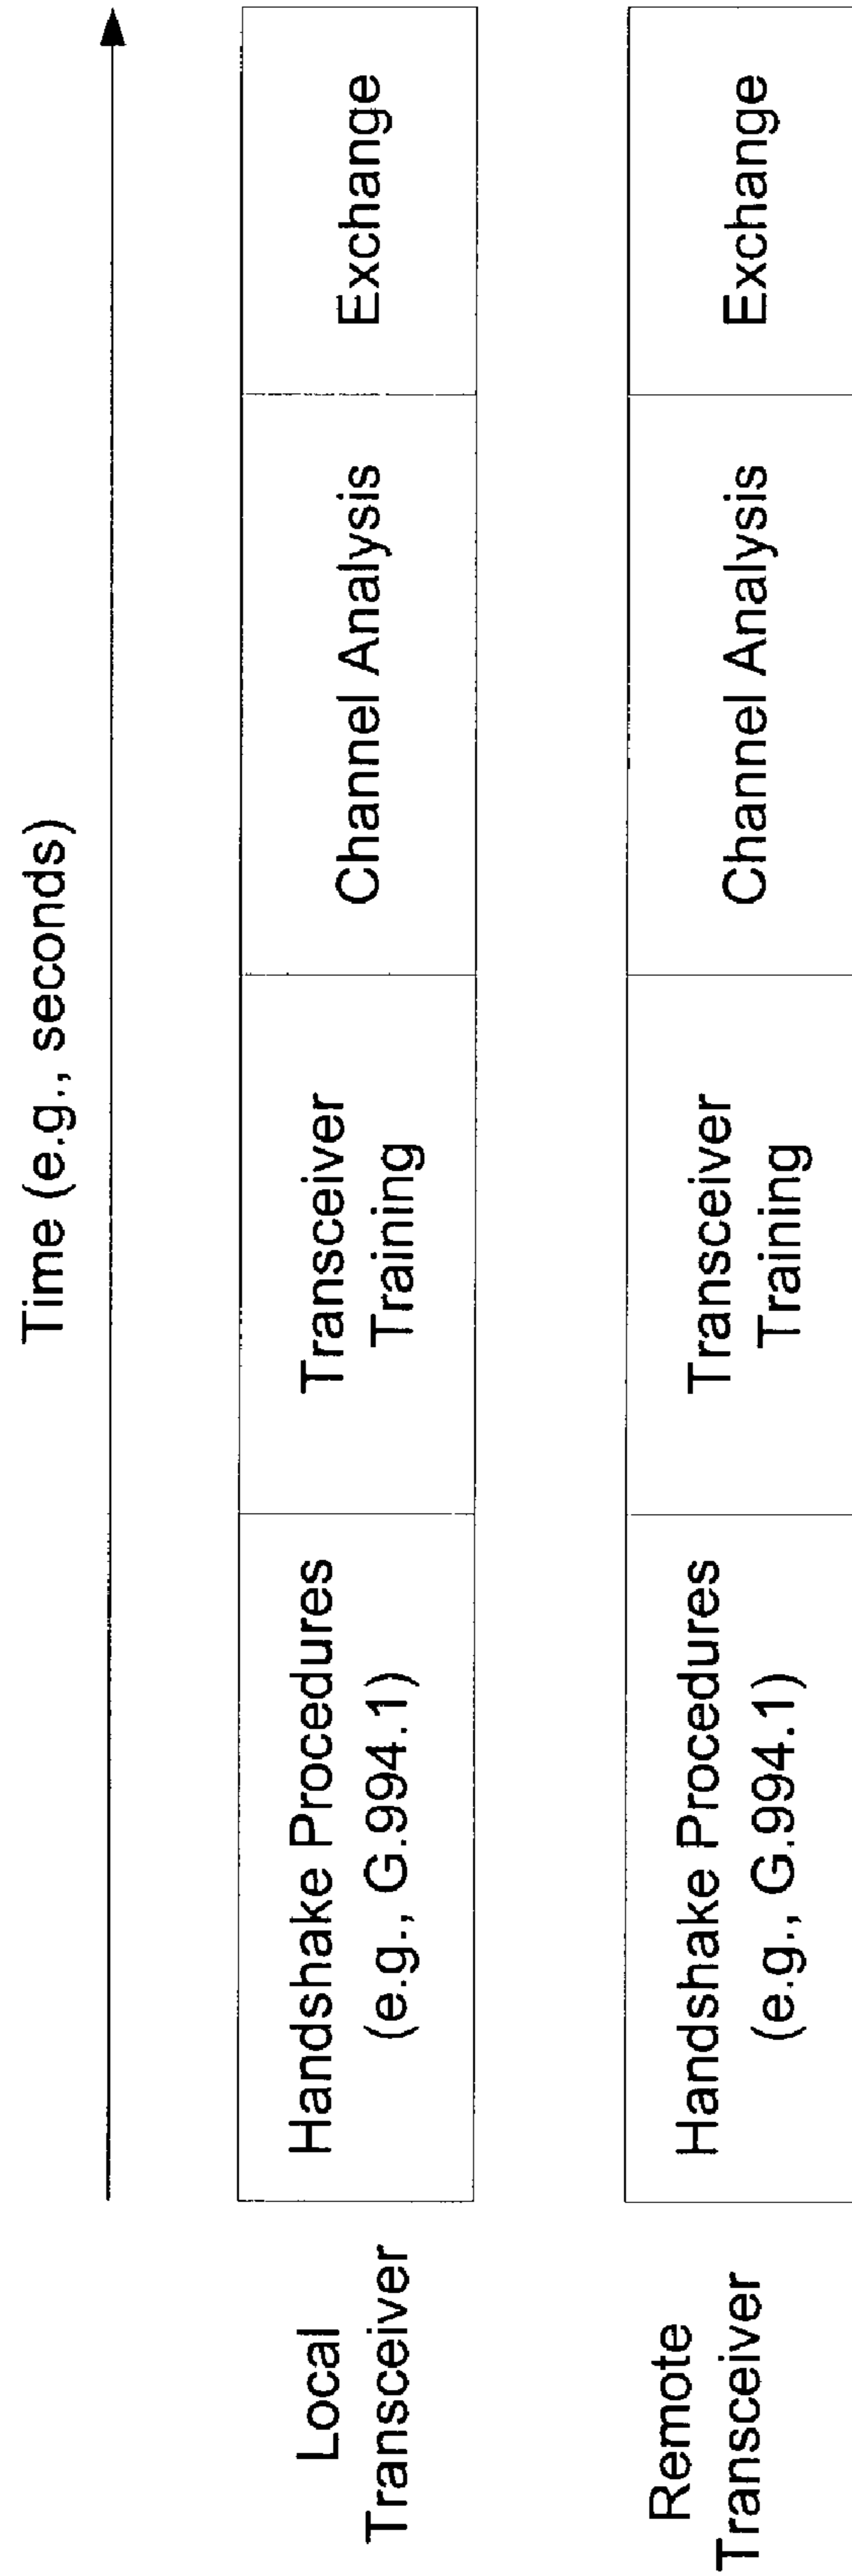 Time (e.g., seconds)
Local
Transceiver
Handshake Procedures
(e.g., G.994.1)
Transceiver
Training
Channel Analysis
Exchange
Remote
Transceiver
Handshake Procedures
(e.g., G.994.1)
Transceiver
Training
Channel Analysis
Exchange